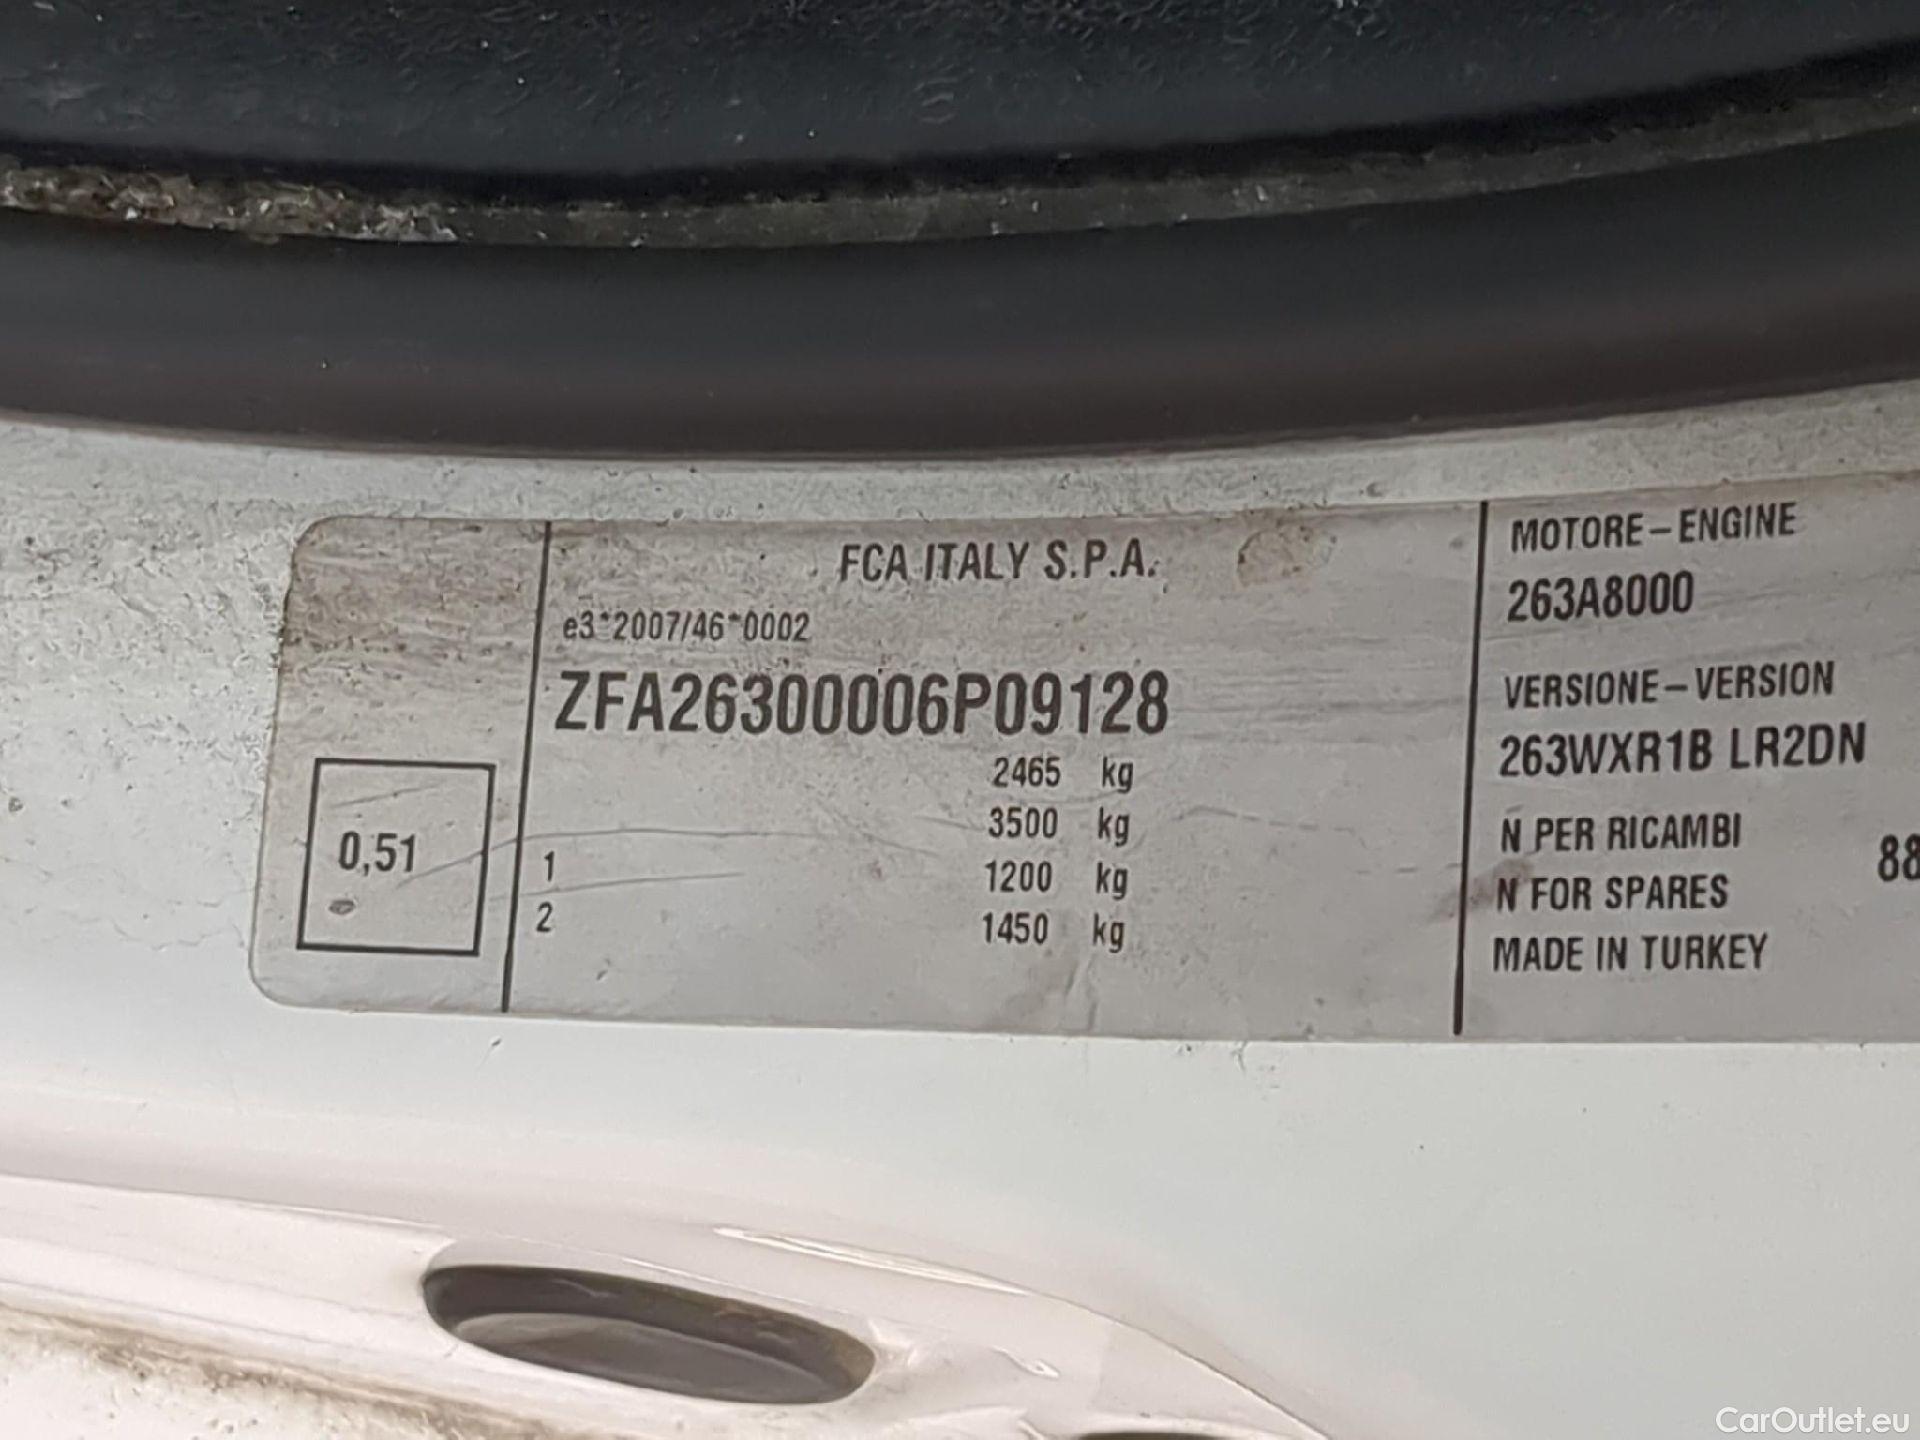 FCA ITALY S.P.A.
e3*2007/46*0002
ZFA26300006P09128
2465 kg
3500 kg
1 1200 kg
2 1450 kg
0,51
MOTORE-ENGINE
263A8000
VERSIONE-VERSION
263WXR1B LR2DN
N PER RICAMBI
N FOR SPARES
88
MADE IN TURKEY
CarOutlet.eu